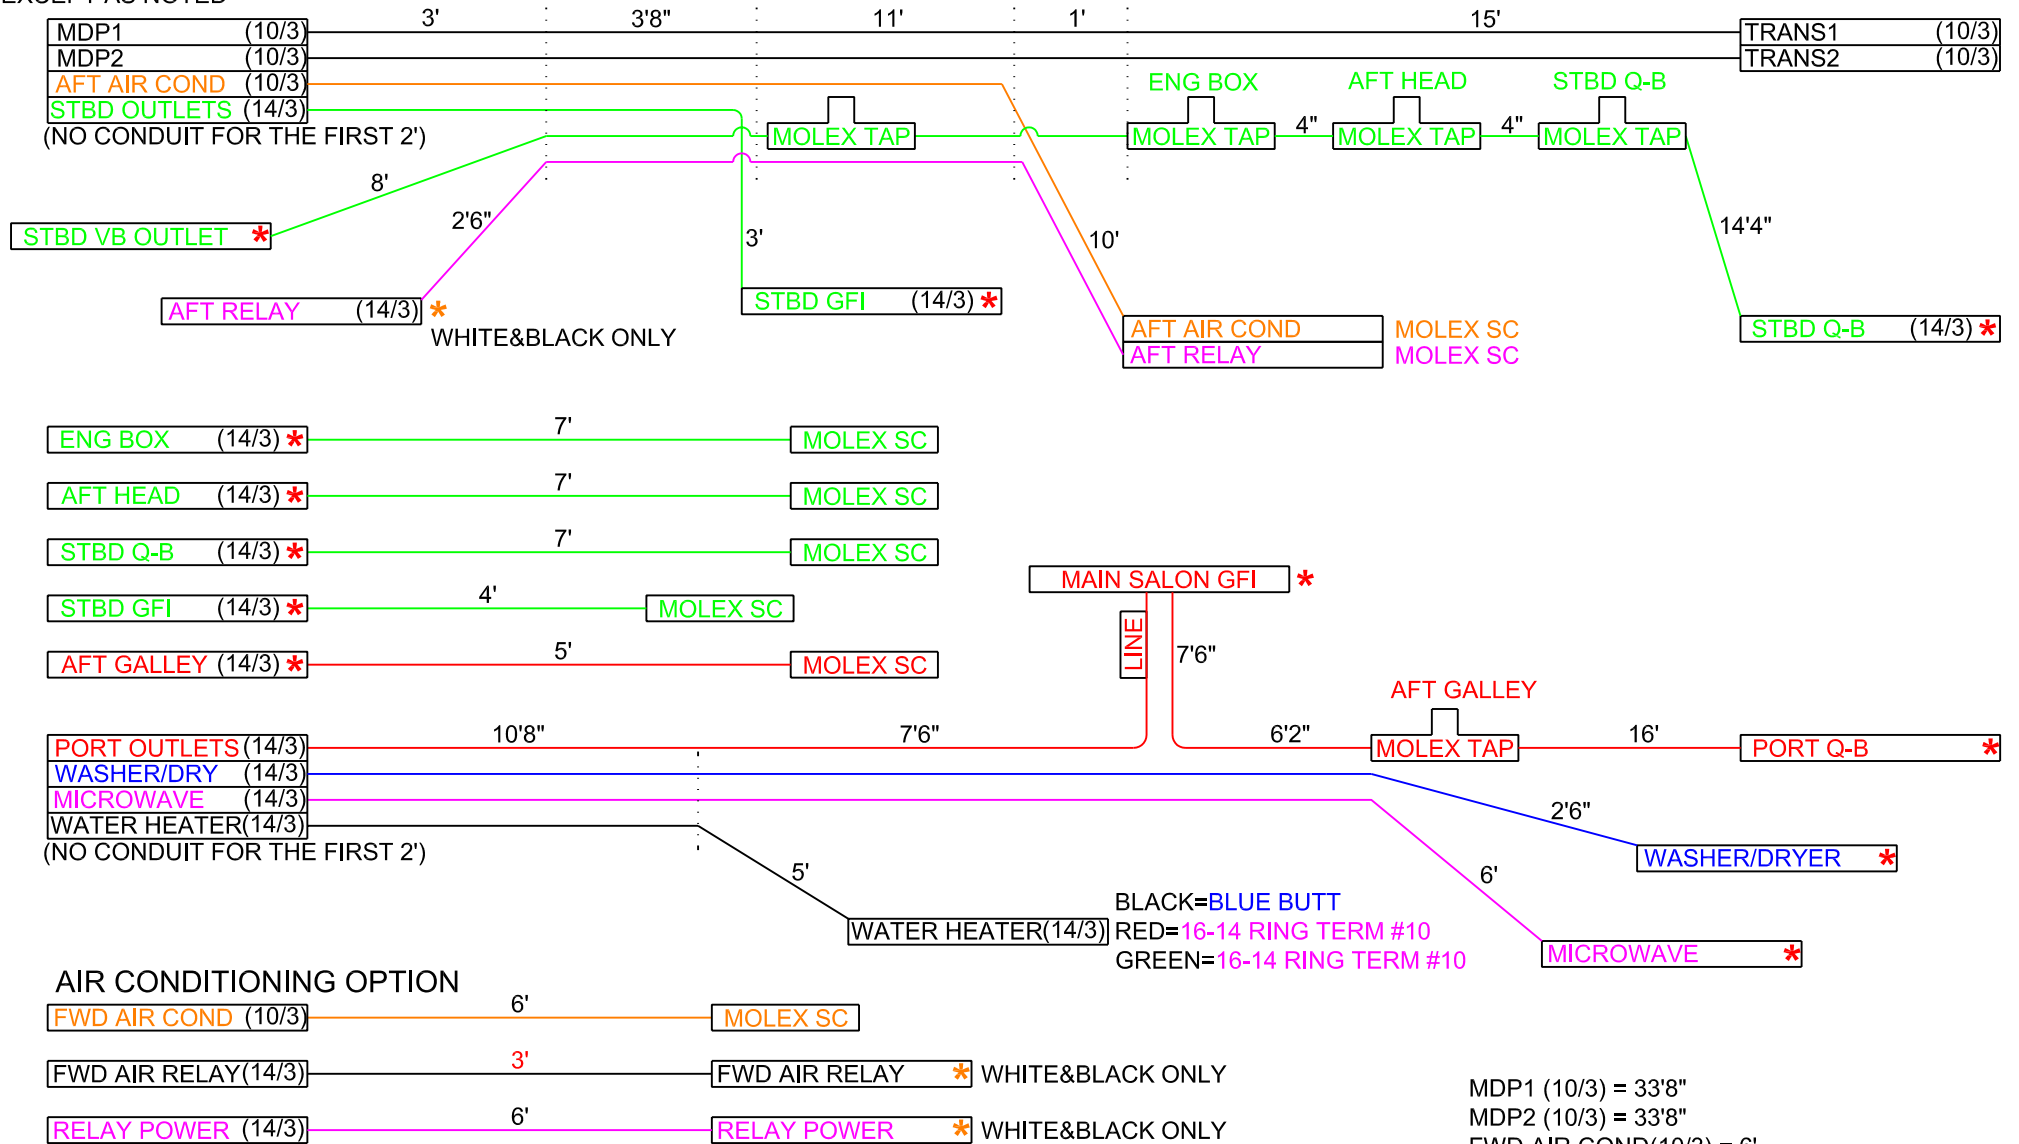 EXCEPT AS NOTED
3' 3'8" 11' 1' 15'
MDP1 (10/3) TRANS1 (10/3)
MDP2 (10/3) TRANS2 (10/3)
AFT AIR COND (10/3) ENG BOX AFT HEAD STBD Q-B
STBD OUTLETS (14/3)
(NO CONDUIT FOR THE FIRST 2') MOLEX TAP MOLEX TAP 4" MOLEX TAP 4" MOLEX TAP
8'
2'6" 14'4"
STBD VB OUTLET * 3' 10'
AFT RELAY (14/3) * STBD GFI (14/3) *
WHITE&BLACK ONLY AFT AIR COND MOLEX SC STBD Q-B (14/3) *
AFT RELAY MOLEX SC
ENG BOX (14/3) * 7' MOLEX SC
AFT HEAD (14/3) * 7' MOLEX SC
STBD Q-B (14/3) * 7' MOLEX SC
MAIN SALON GFI *
STBD GFI (14/3) * 4' MOLEX SC
LINE
7'6"
AFT GALLEY (14/3) * 5' MOLEX SC
AFT GALLEY
10'8" 7'6" 6'2" 16'
PORT OUTLETS (14/3) MOLEX TAP PORT Q-B *
WASHER/DRY (14/3)
MICROWAVE (14/3)
WATER HEATER(14/3) 2'6"
(NO CONDUIT FOR THE FIRST 2') WASHER/DRYER *
5' 6'
BLACK=BLUE BUTT
WATER HEATER(14/3) RED=16-14 RING TERM #10
GREEN=16-14 RING TERM #10 MICROWAVE *
AIR CONDITIONING OPTION
FWD AIR COND (10/3) 6' MOLEX SC
FWD AIR RELAY(14/3) 3' FWD AIR RELAY * WHITE&BLACK ONLY
MDP1 (10/3) = 33'8"
MDP2 (10/3) = 33'8"
RELAY POWER (14/3) 6' RELAY POWER * WHITE&BLACK ONLY
FWD AIR COND(10/3) = 6'